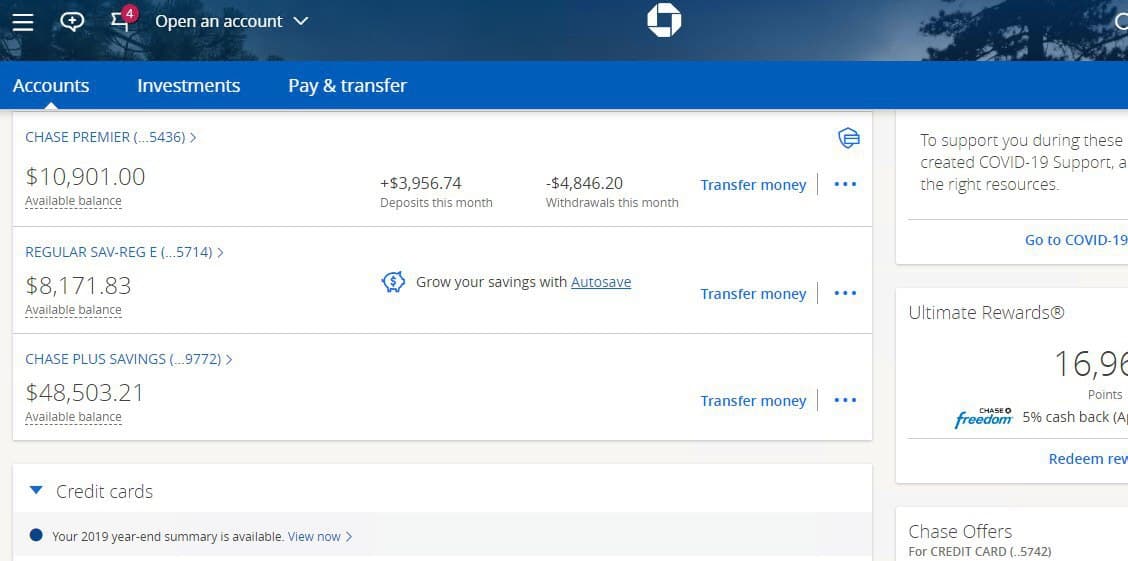 4
Open an account
Accounts
Investments
Pay & transfer
CHASE PREMIER (...5436)
$10,901.00
Available balance
+$3,956.74
Deposits this month
-$4,846.20
Withdrawals this month
Transfer money
REGULAR SAV-REG E (...5714)
$8,171.83
Available balance
Grow your savings with Autosave
Transfer money
CHASE PLUS SAVINGS (...9772)
$48,503.21
Available balance
Transfer money
Credit cards
Your 2019 year-end summary is available. View now
To support you during these
created COVID-19 Support, a
the right resources.
Go to COVID-19
Ultimate Rewards®
16,96
Points
CHASE
freedom
5% cash back (Ap
Redeem rew
Chase Offers
For CREDIT CARD (..5742)